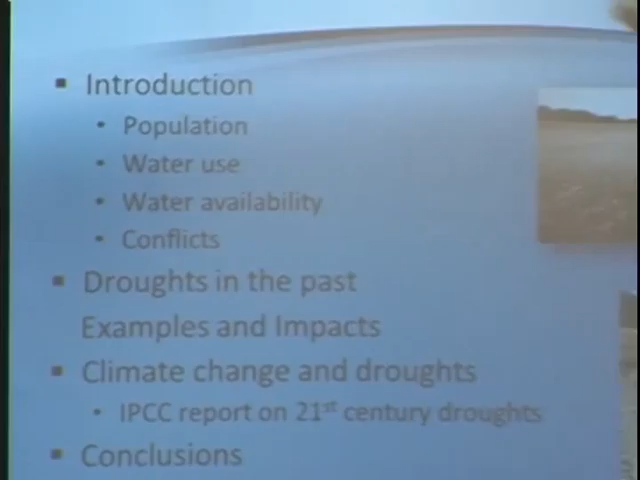 ▪ Introduction
• Population
• Water use
• Water availability
• Conflicts
▪ Droughts in the past
Examples and Impacts
▪ Climate change and droughts
• IPCC report on 21st century droughts
▪ Conclusions